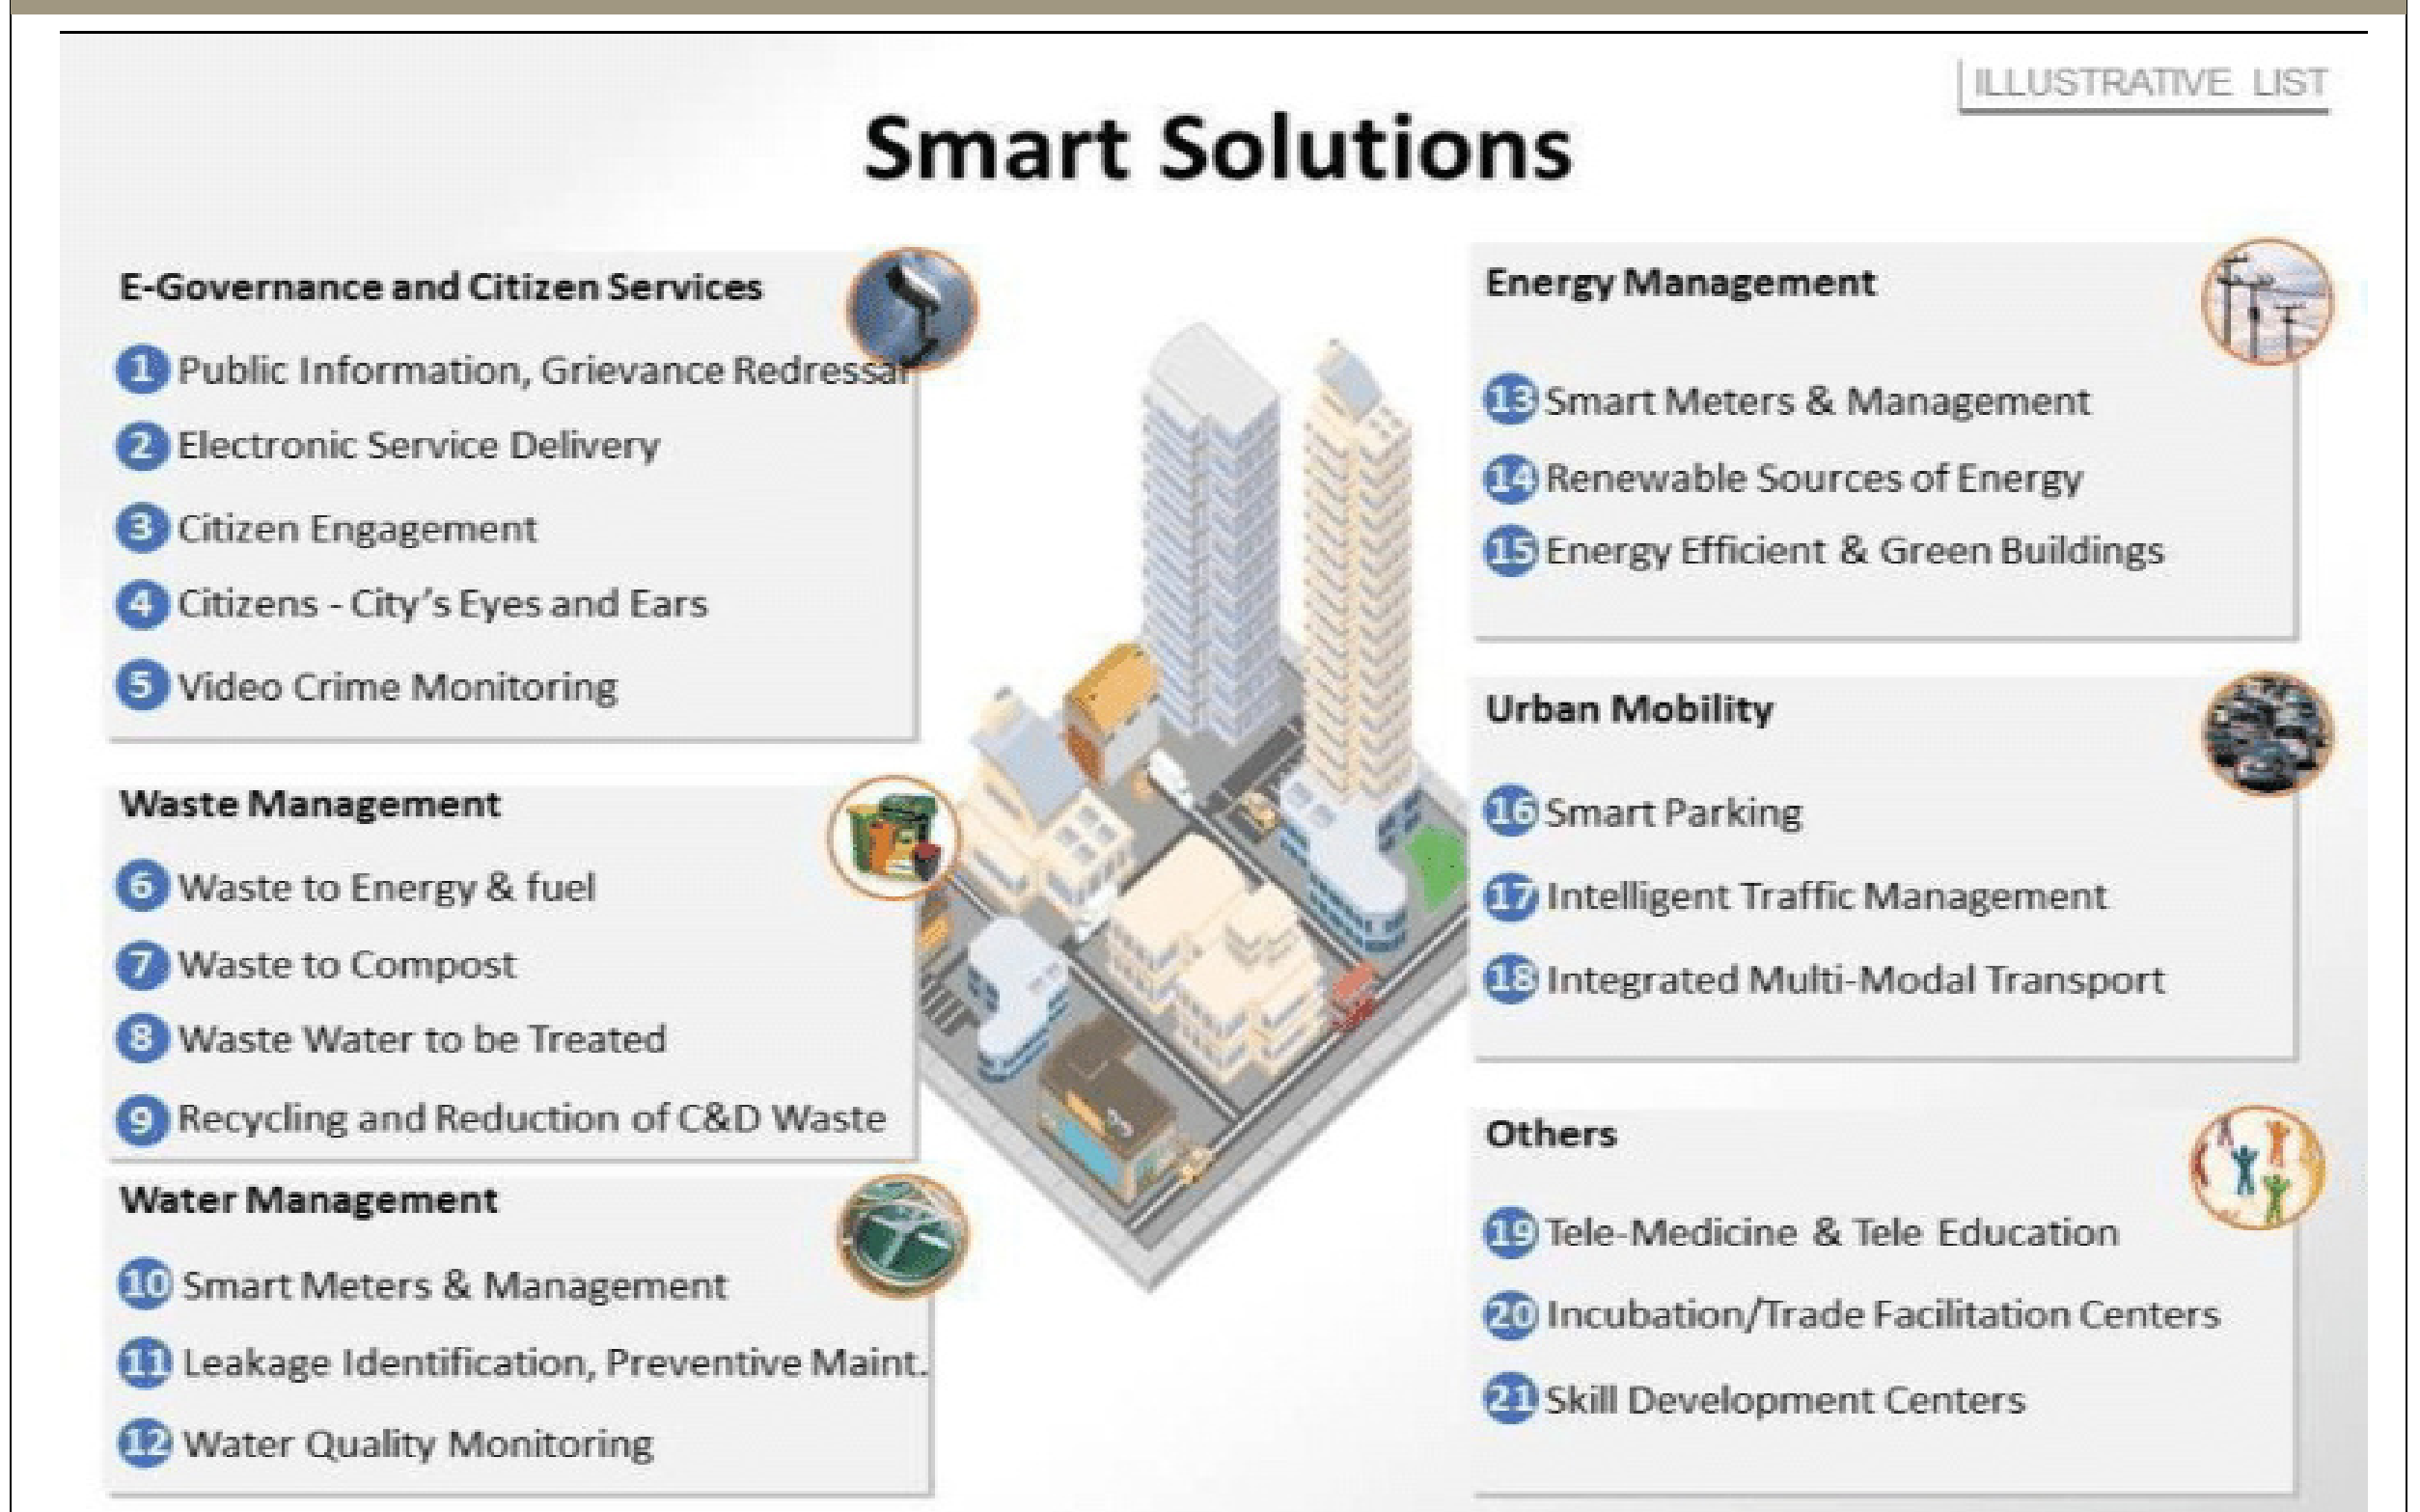 ILLUSTRATIVE LIST
Smart Solutions
E-Governance and Citizen Services
1 Public Information, Grievance Redressal
2 Electronic Service Delivery
3 Citizen Engagement
4 Citizens - City's Eyes and Ears
5 Video Crime Monitoring
Waste Management
6 Waste to Energy & fuel
7 Waste to Compost
8 Waste Water to be Treated
9 Recycling and Reduction of C&D Waste
Water Management
10 Smart Meters & Management
11 Leakage Identification, Preventive Maint.
12 Water Quality Monitoring
Energy Management
13 Smart Meters & Management
14 Renewable Sources of Energy
15 Energy Efficient & Green Buildings
Urban Mobility
16 Smart Parking
17 Intelligent Traffic Management
18 Integrated Multi-Modal Transport
Others
19 Tele-Medicine & Tele Education
20 Incubation/Trade Facilitation Centers
21 Skill Development Centers